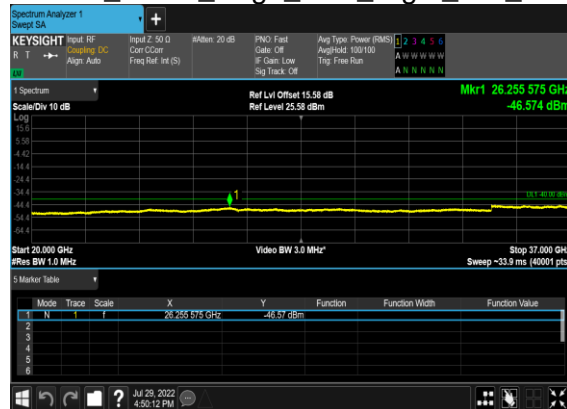 Spectrum Analyzer 1
Swept SA
+
KEYSIGHT Input: RF Input Z: 50 Ω #Atten: 20 dB PNO: Fast Avg Type: Power (RMS) 1 2 3 4 5 6
R T Coupling: DC Corr CCorr Gate: Off Avg|Hold: 100/100 A W W W W W
Align: Auto Freq Ref: Int (S) IF Gain: Low Trig: Free Run
Sig Track: Off A N N N N N
1 Spectrum Ref Lvl Offset 15.58 dB Mkr1 26.255 575 GHz
Scale/Div 10 dB Ref Level 25.58 dBm -46.574 dBm
Log
15.6
5.58
-4.42
-14.4
-24.4
-34.4 1
-44.4
-54.4
-64.4
Start 20.000 GHz Video BW 3.0 MHz* Stop 37.000 GHz
#Res BW 1.0 MHz Sweep ~33.9 ms (40001 pts)
5 Marker Table
Mode Trace Scale X Y Function Function Width Function Value
1 N 1 f 26.255 575 GHz -46.57 dBm
2
3
4
5
6
? Jul 29, 2022
4:50:12 PM